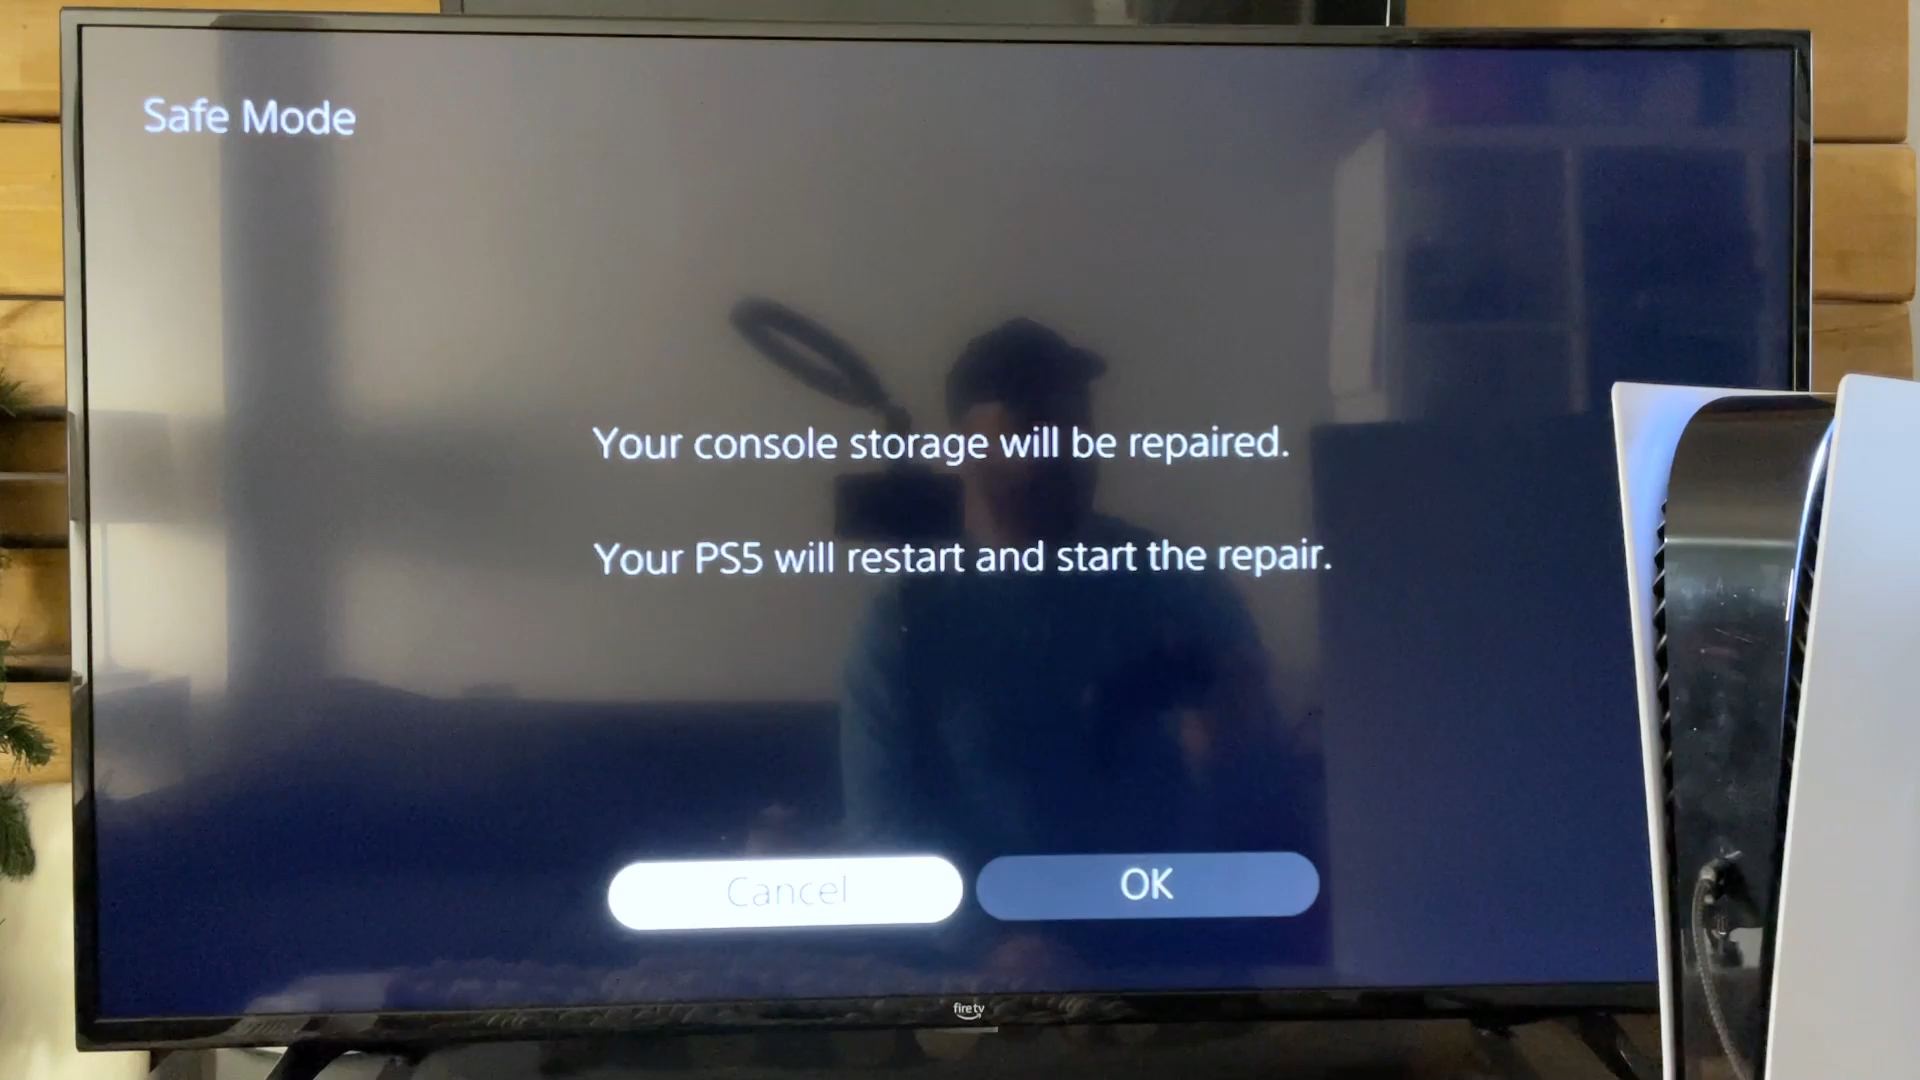 Safe Mode
Your console storage will be repaired.
Your PS5 will restart and start the repair.
Cancel
OK
fire tv